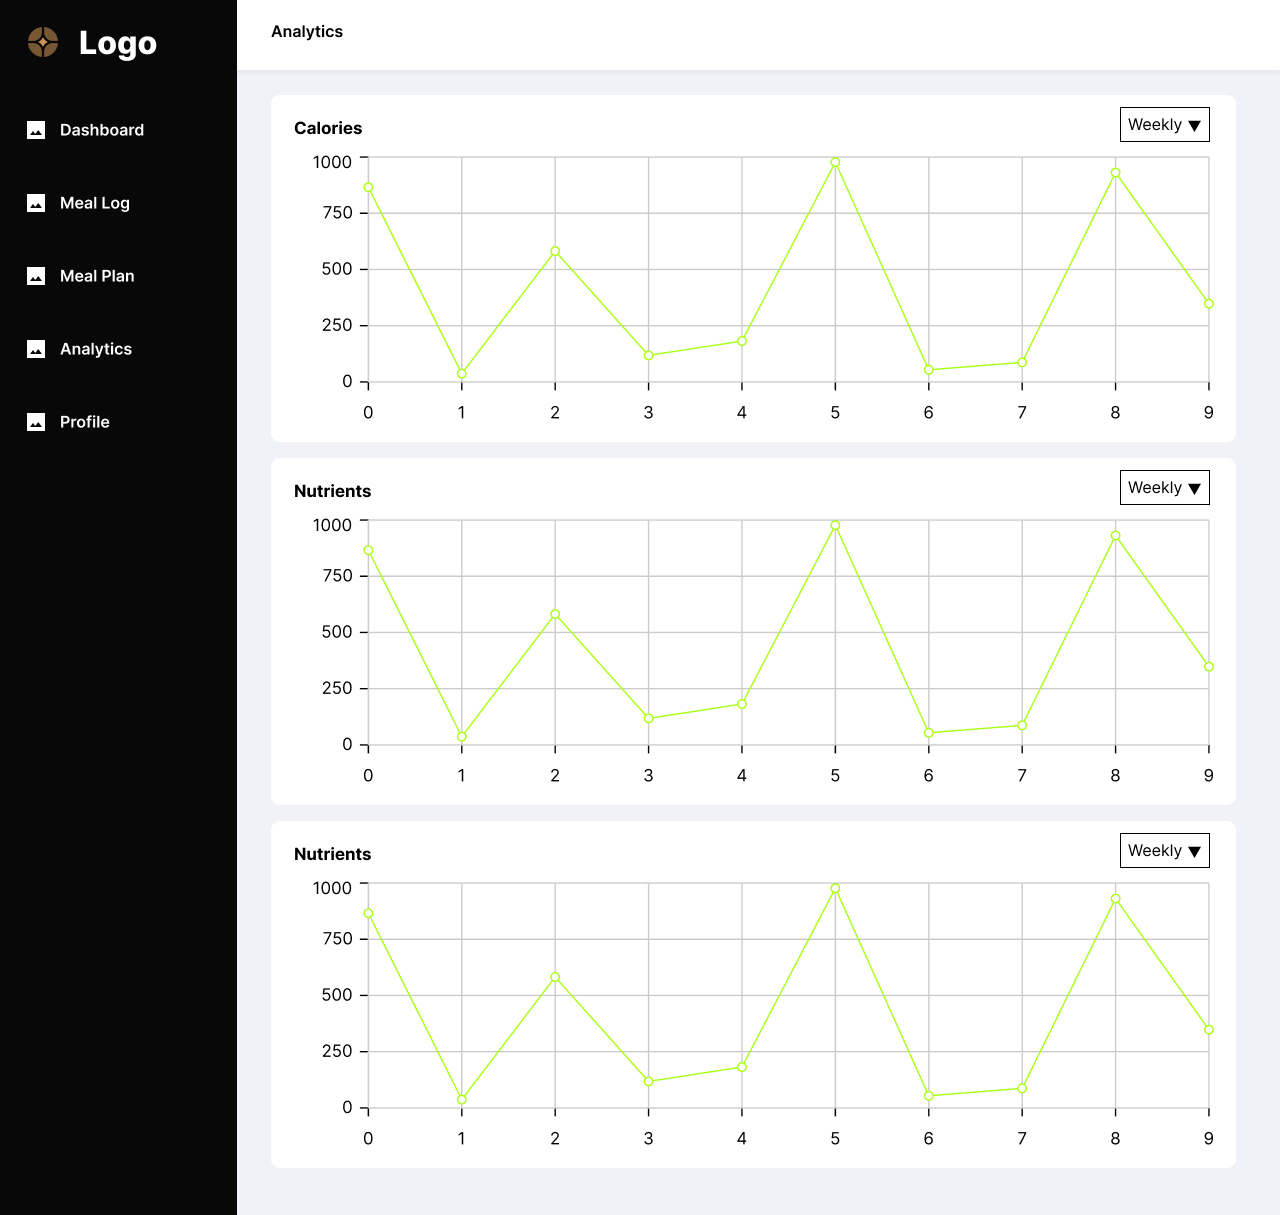 Logo
Dashboard
Meal Log
Meal Plan
Analytics
Profile
Analytics
Calories
Weekly ▼
1000
750
500
250
0
0 1 2 3 4 5 6 7 8 9
Nutrients
Weekly ▼
1000
750
500
250
0
0 1 2 3 4 5 6 7 8 9
Nutrients
Weekly ▼
1000
750
500
250
0
0 1 2 3 4 5 6 7 8 9